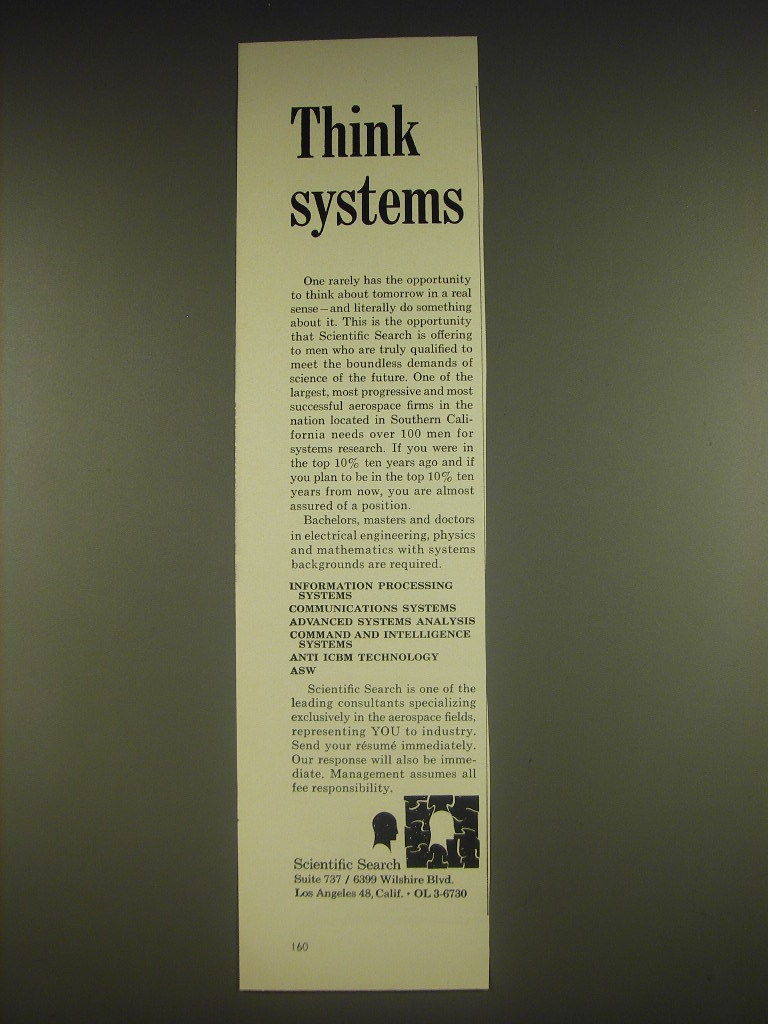 Think
systems
One rarely has the opportunity
to think about tomorrow in a real
sense—and literally do something
about it. This is the opportunity
that Scientific Search is offering
to men who are truly qualified to
meet the boundless demands of
science of the future. One of the
largest, most progressive and most
successful aerospace firms in the
nation located in Southern Cali-
fornia needs over 100 men for
systems research. If you were in
the top 10% ten years ago and if
you plan to be in the top 10% ten
years from now, you are almost
assured of a position.
Bachelors, masters and doctors
in electrical engineering, physics
and mathematics with systems
backgrounds are required.
INFORMATION PROCESSING
SYSTEMS
COMMUNICATIONS SYSTEMS
ADVANCED SYSTEMS ANALYSIS
COMMAND AND INTELLIGENCE
SYSTEMS
ANTI ICBM TECHNOLOGY
ASW
Scientific Search is one of the
leading consultants specializing
exclusively in the aerospace fields,
representing YOU to industry.
Send your résumé immediately.
Our response will also be imme-
diate. Management assumes all
fee responsibility.
Scientific Search
Suite 737 / 6399 Wilshire Blvd.
Los Angeles 48, Calif. • OL 3-6730
160